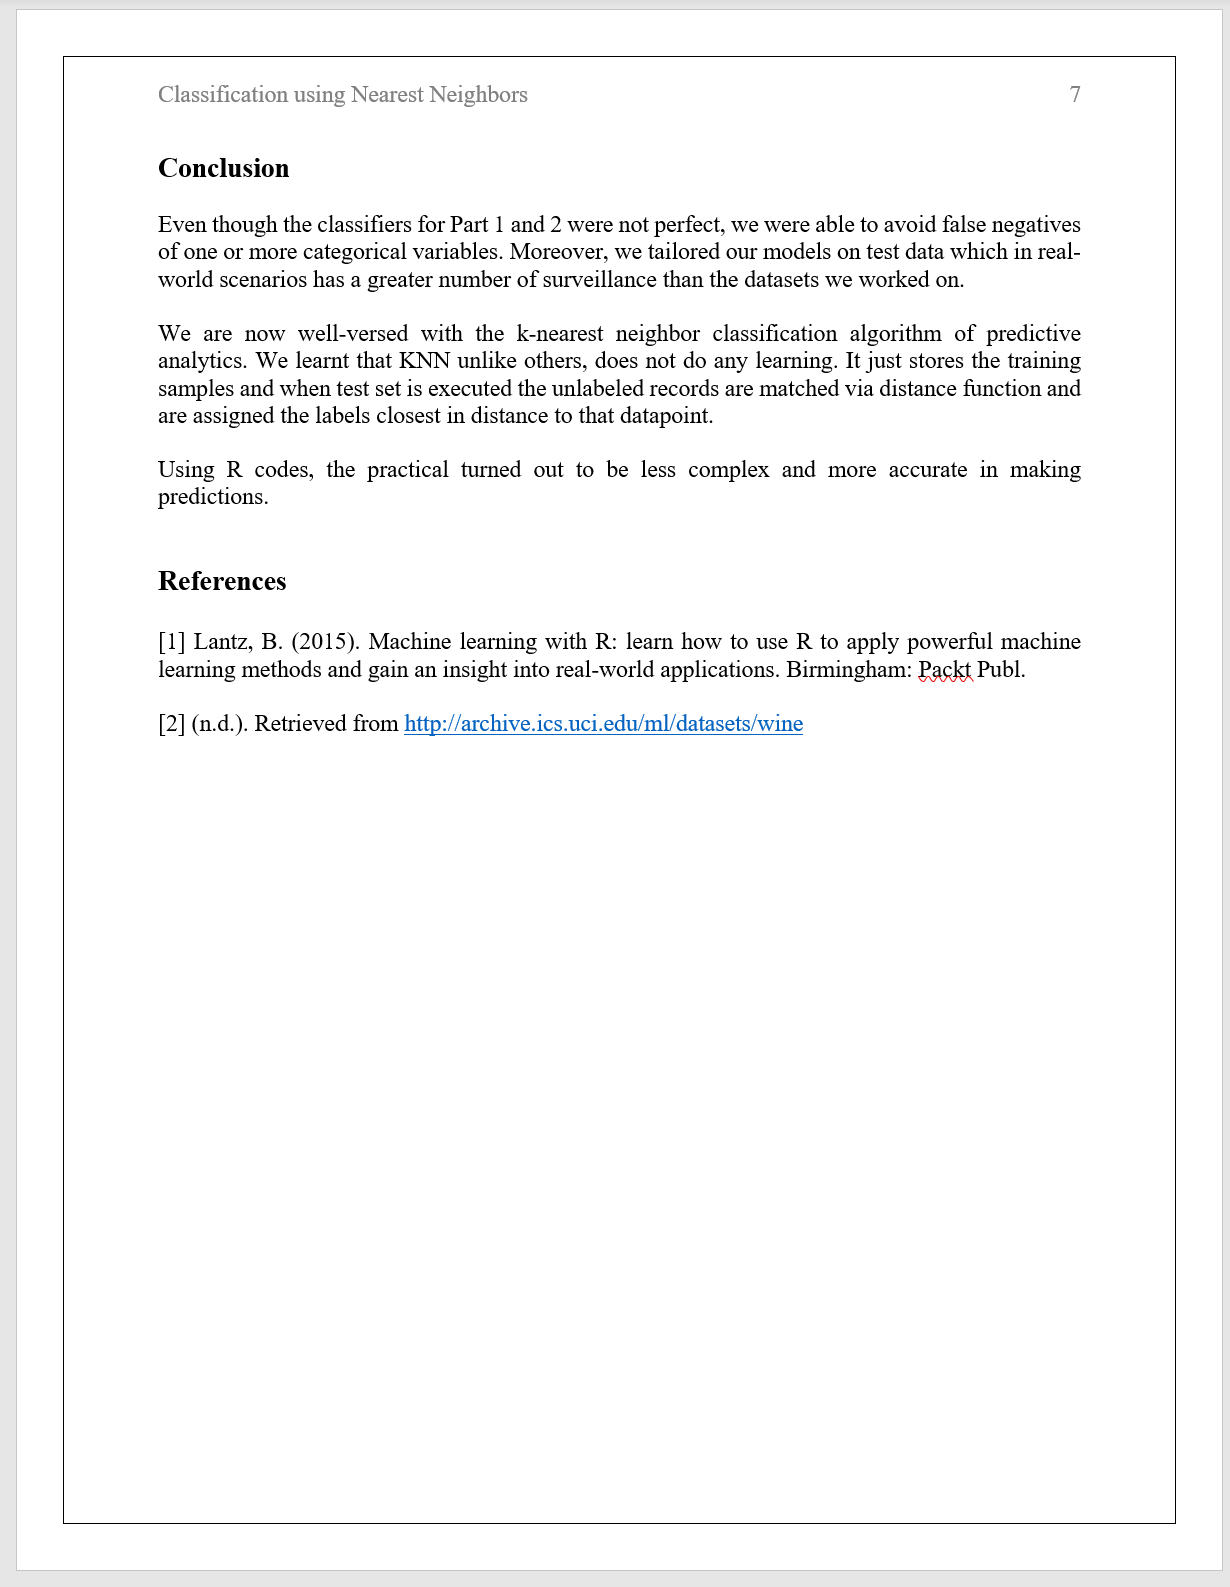 Classification using Nearest Neighbors 7
Conclusion
Even though the classifiers for Part 1 and 2 were not perfect, we were able to avoid false negatives
of one or more categorical variables. Moreover, we tailored our models on test data which in real-
world scenarios has a greater number of surveillance than the datasets we worked on.
We are now well-versed with the k-nearest neighbor classification algorithm of predictive
analytics. We learnt that KNN unlike others, does not do any learning. It just stores the training
samples and when test set is executed the unlabeled records are matched via distance function and
are assigned the labels closest in distance to that datapoint.
Using R codes, the practical turned out to be less complex and more accurate in making
predictions.
References
[1] Lantz, B. (2015). Machine learning with R: learn how to use R to apply powerful machine
learning methods and gain an insight into real-world applications. Birmingham: Packt Publ.
[2] (n.d.). Retrieved from http://archive.ics.uci.edu/ml/datasets/wine